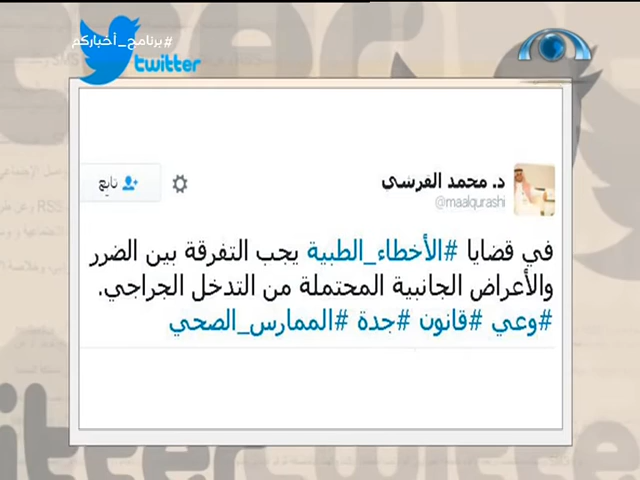 #برنامج_أخباركم
twitter
د. محمد القرشي
@maalqurashi
تابع
في قضايا #الأخطاء_الطبية يجب التفرقة بين الضرر
والأعراض الجانبية المحتملة من التدخل الجراجي.
#وعي #قانون #جدة #الممارس_الصحي